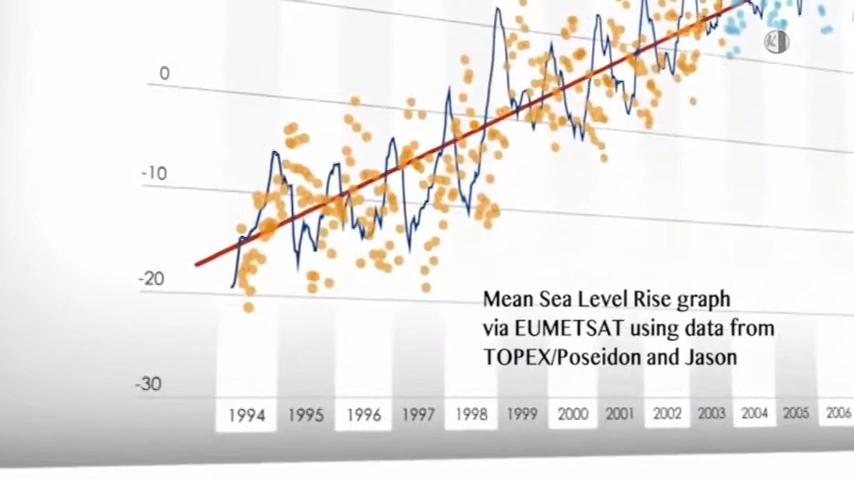 0
-10
-20
-30
Mean Sea Level Rise graph
via EUMETSAT using data from
TOPEX/Poseidon and Jason
1994 1995 1996 1997 1998 1999 2000 2001 2002 2003 2004 2005 2006